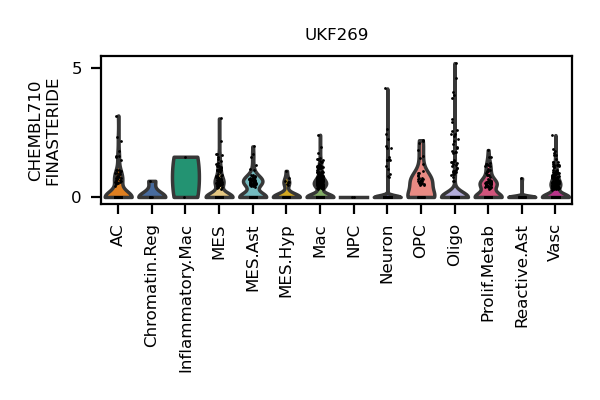 UKF269
CHEMBL710
FINASTERIDE
5
0
AC
Chromatin.Reg
Inflammatory.Mac
MES
MES.Ast
MES.Hyp
Mac
NPC
Neuron
OPC
Oligo
Prolif.Metab
Reactive.Ast
Vasc